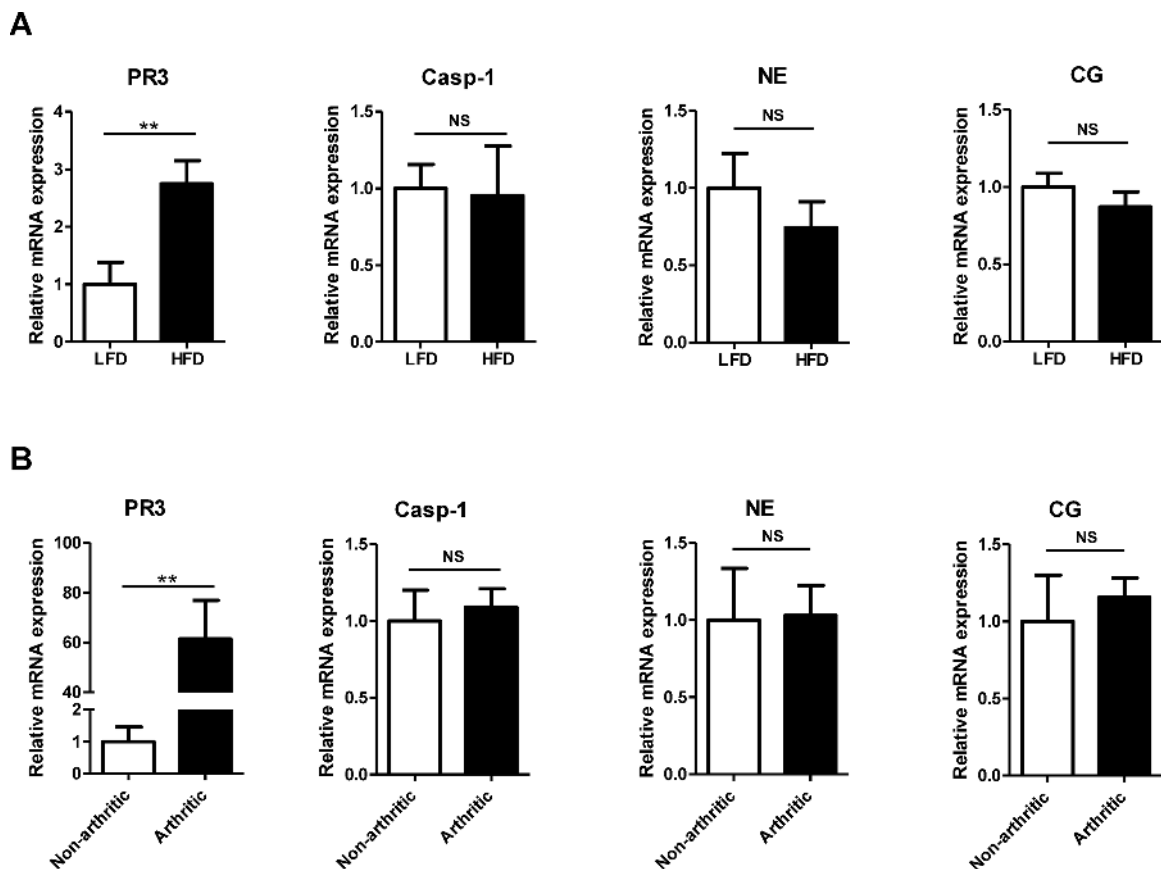 A
PR3
Relative mRNA expression
4
3
2
1
0
**
LFD
HFD
Casp-1
Relative mRNA expression
1.5
1.0
0.5
0.0
NS
LFD
HFD
NE
Relative mRNA expression
1.5
1.0
0.5
0.0
NS
LFD
HFD
CG
Relative mRNA expression
1.5
1.0
0.5
0.0
NS
LFD
HFD
B
PR3
Relative mRNA expression
100
80
60
40
2
1
0
**
Non-arthritic
Arthritic
Casp-1
Relative mRNA expression
1.5
1.0
0.5
0.0
NS
Non-arthritic
Arthritic
NE
Relative mRNA expression
1.5
1.0
0.5
0.0
NS
Non-arthritic
Arthritic
CG
Relative mRNA expression
1.5
1.0
0.5
0.0
NS
Non-arthritic
Arthritic